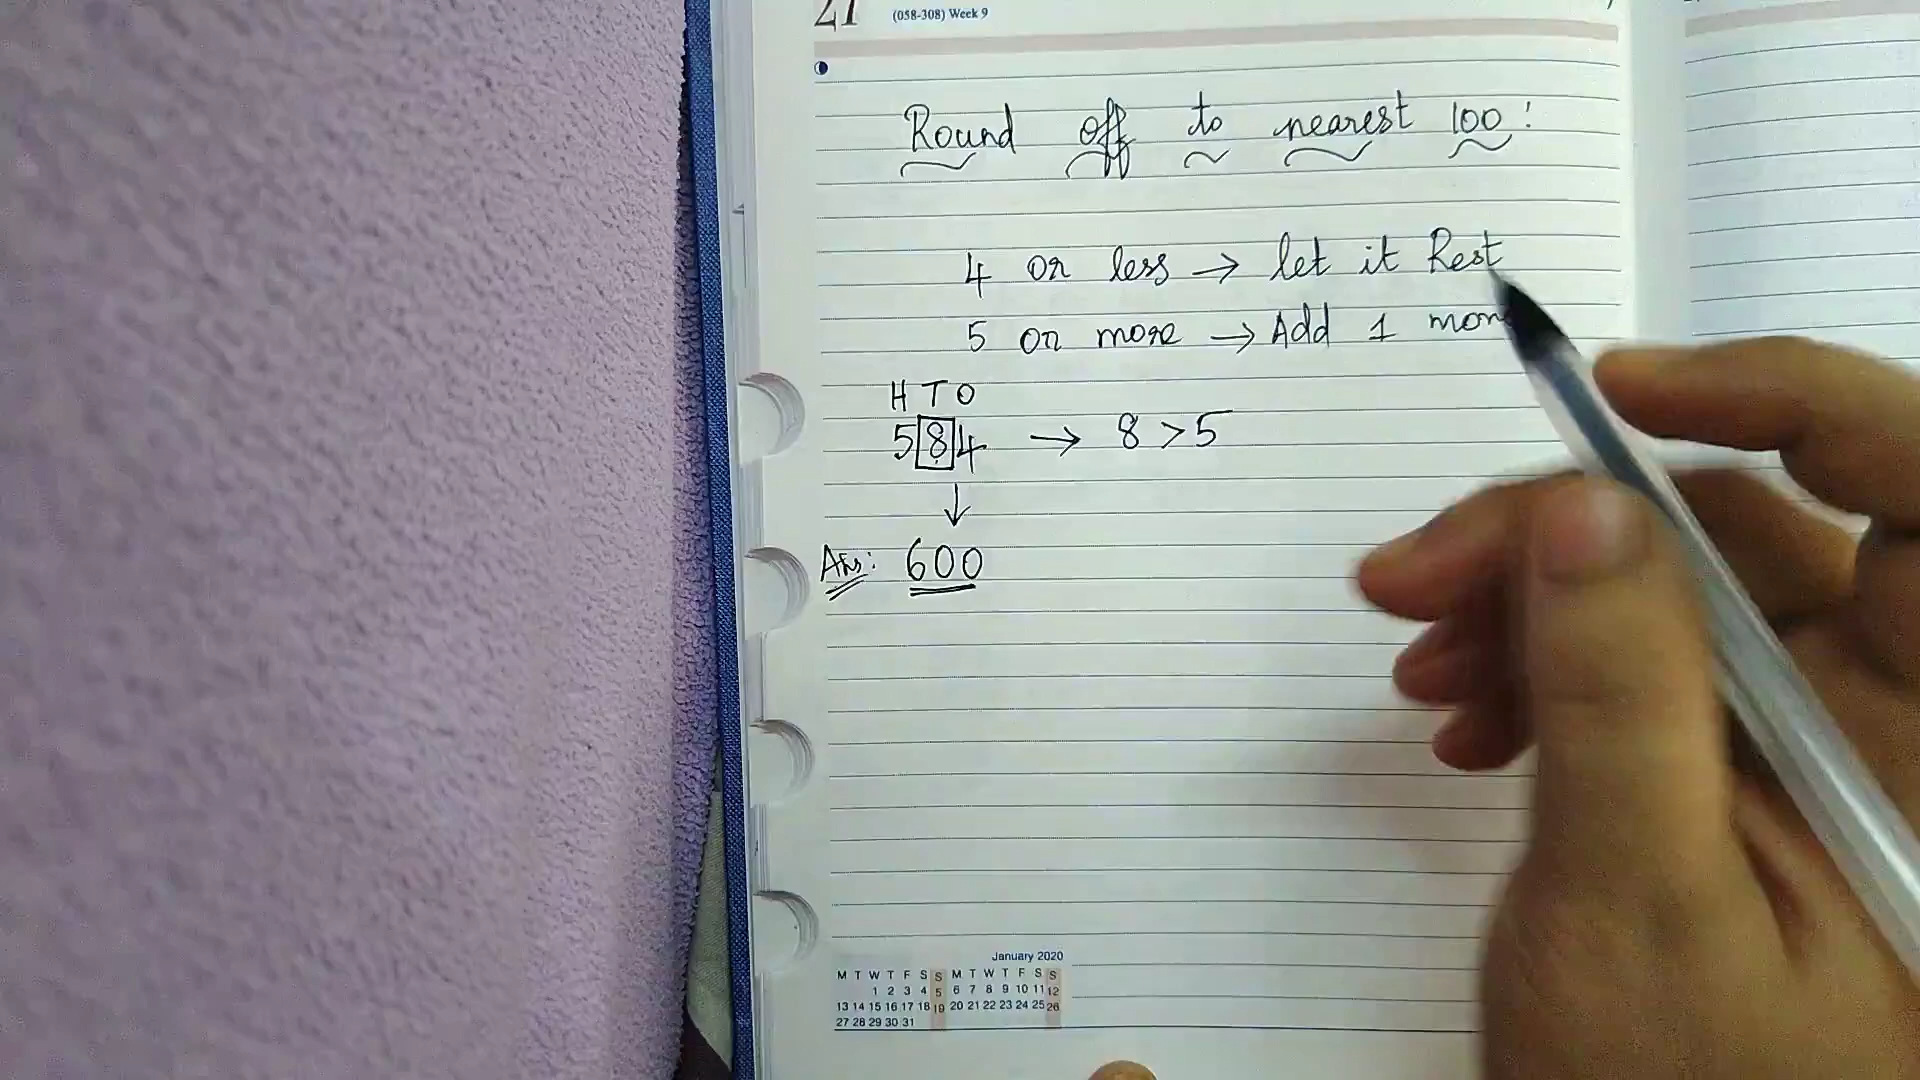 (058-308) Week 9
Round off to nearest 100:
4 or less → let it Rest
5 or more → Add 1
H T O
584 → 8 > 5
↓
Ans: 600
January 2020
M T W T F S S M T W T F S S
1 2 3 4 5 6 7 8 9 10 11 12
13 14 15 16 17 18 19 20 21 22 23 24 25 26
27 28 29 30 31